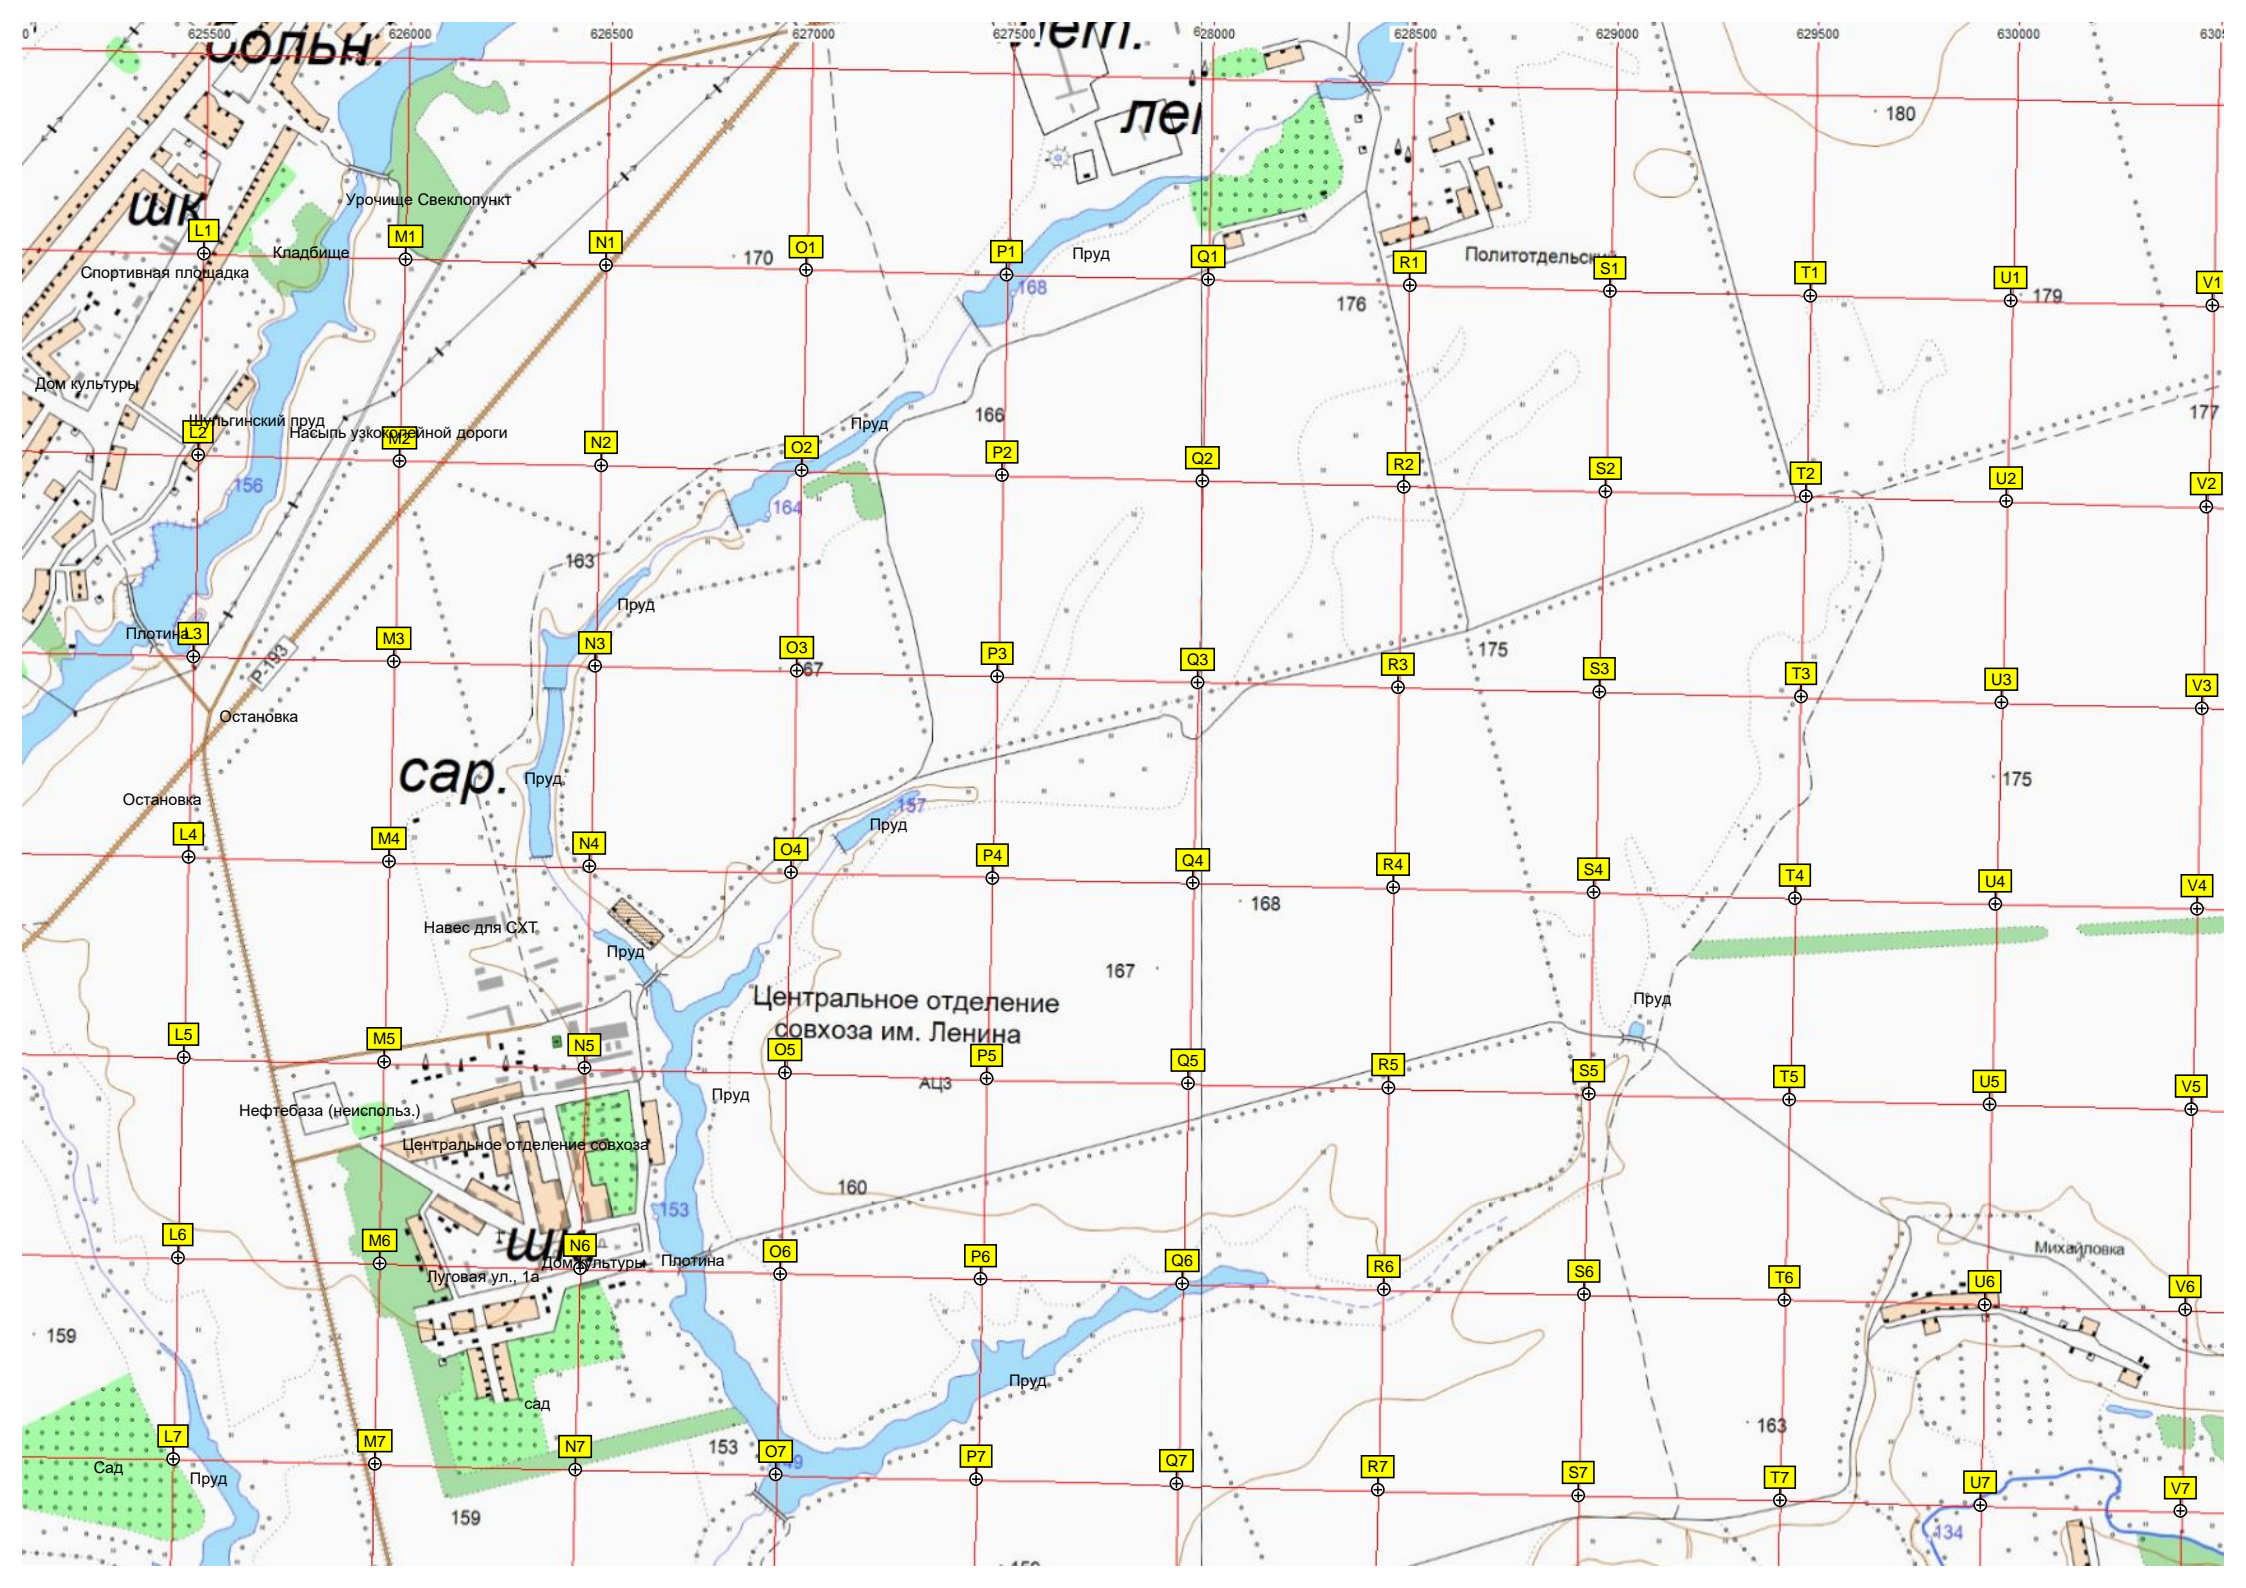 625500 626000 626500 627000 627500 628000 628500 629000 629500 630000
180
лет.
шк
Урочище Свеклопункт
L1 M1 N1 O1 P1 Q1 R1 S1 T1 U1 V1
Кладбище
170
Пруд
Политотдельский
Спортивная площадка
168
176
179
Дом культуры
177
166
Шульгинский пруд
Пруд
Насыпь узкоколейной дороги
L2 M2 N2 O2 P2 Q2 R2 S2 T2 U2 V2
156
164
163
Пруд
Плотина
L3 M3 N3 O3 P3 Q3 R3 S3 T3 U3 V3
Р-193
175
Остановка
сар.
Пруд
175
Остановка
157
Пруд
L4 M4 N4 O4 P4 Q4 R4 S4 T4 U4 V4
168
Навес для СХТ
Пруд
167
Центральное отделение
совхоза им. Ленина
Пруд
L5 M5 N5 O5 P5 Q5 R5 S5 T5 U5 V5
АЦЗ
Пруд
Нефтебаза (неиспольз.)
Центральное отделение совхоза
160
153
L6 M6 N6 O6 P6 Q6 R6 S6 T6 U6 V6
Михайловка
Дом культуры
Плотина
Луговая ул., 1а
159
Пруд
сад
163
153
L7 M7 N7 O7 P7 Q7 R7 S7 T7 U7 V7
Сад
Пруд
159
134